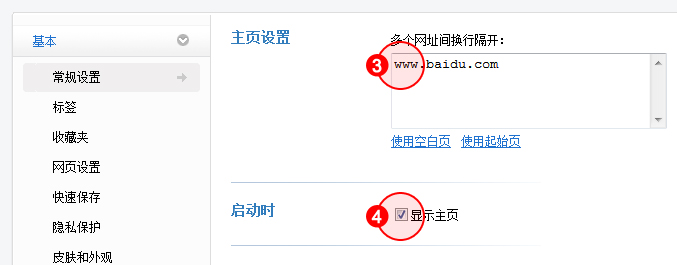 基本
常规设置
标签
收藏夹
网页设置
快速保存
隐私保护
皮肤和外观
主页设置
多个网址间换行隔开：
3
www.baidu.com
使用空白页 使用起始页
启动时
4 显示主页